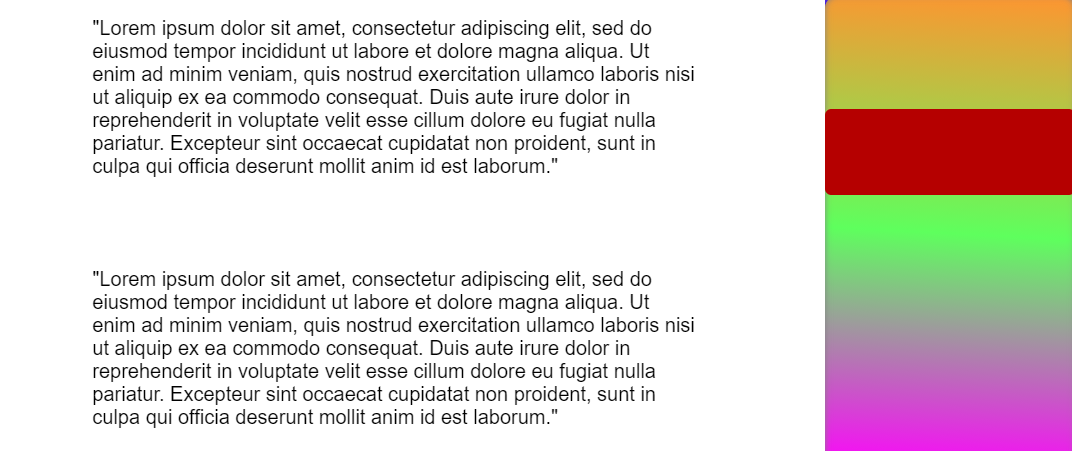 "Lorem ipsum dolor sit amet, consectetur adipiscing elit, sed do
eiusmod tempor incididunt ut labore et dolore magna aliqua. Ut
enim ad minim veniam, quis nostrud exercitation ullamco laboris nisi
ut aliquip ex ea commodo consequat. Duis aute irure dolor in
reprehenderit in voluptate velit esse cillum dolore eu fugiat nulla
pariatur. Excepteur sint occaecat cupidatat non proident, sunt in
culpa qui officia deserunt mollit anim id est laborum."
"Lorem ipsum dolor sit amet, consectetur adipiscing elit, sed do
eiusmod tempor incididunt ut labore et dolore magna aliqua. Ut
enim ad minim veniam, quis nostrud exercitation ullamco laboris nisi
ut aliquip ex ea commodo consequat. Duis aute irure dolor in
reprehenderit in voluptate velit esse cillum dolore eu fugiat nulla
pariatur. Excepteur sint occaecat cupidatat non proident, sunt in
culpa qui officia deserunt mollit anim id est laborum."